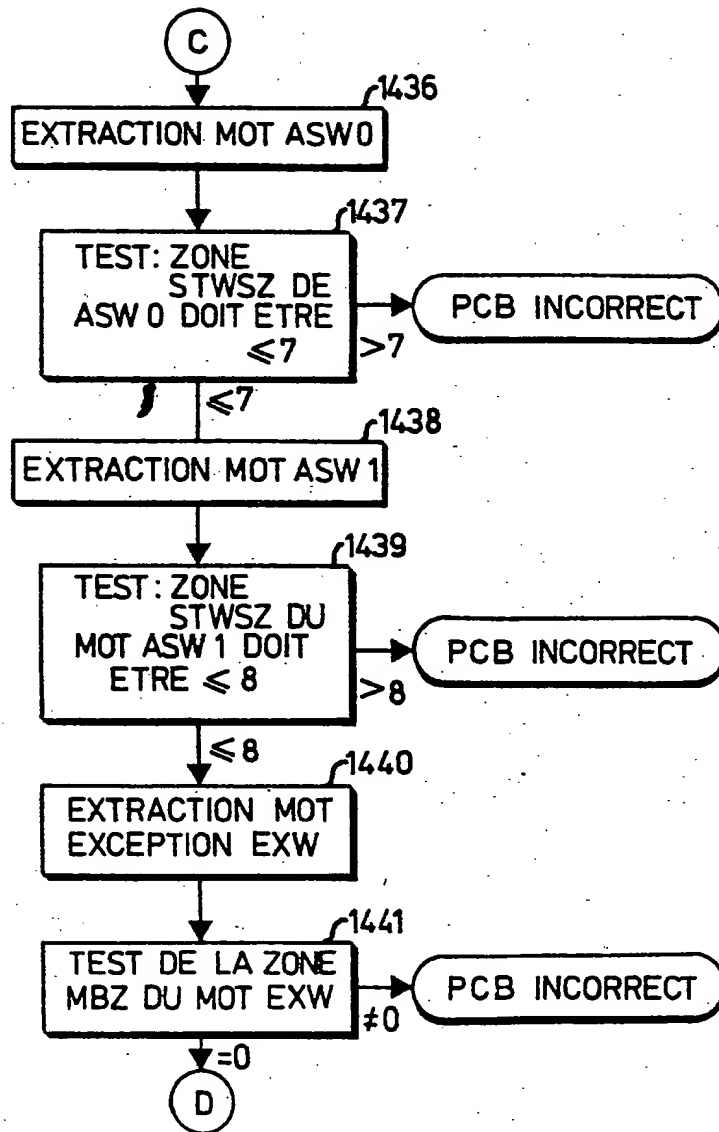 C
1436
EXTRACTION MOT ASW0
1437
TEST: ZONE
STWSZ DE
ASW 0 DOIT ETRE
≤7
>7
PCB INCORRECT
≤7
1438
EXTRACTION MOT ASW1
1439
TEST: ZONE
STWSZ DU
MOT ASW 1 DOIT
ETRE ≤ 8
>8
PCB INCORRECT
≤8
1440
EXTRACTION MOT
EXCEPTION EXW
1441
TEST DE LA ZONE
MBZ DU MOT EXW
≠0
PCB INCORRECT
=0
D